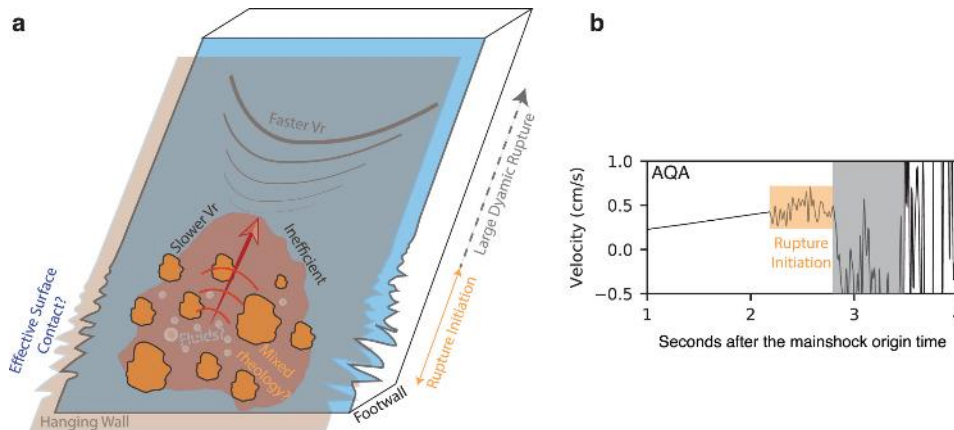 a
Faster Vr
Slower Vr
Inefficient
Fluids?
Mixed
rheology?
Effective Surface
Contact?
Hanging Wall
Footwall
Rupture Initiation
Large Dyamic Rupture
b
AQA
Velocity (cm/s)
1.0
0.5
0.0
−0.5
Rupture
Initiation
1
2
3
Seconds after the mainshock origin time